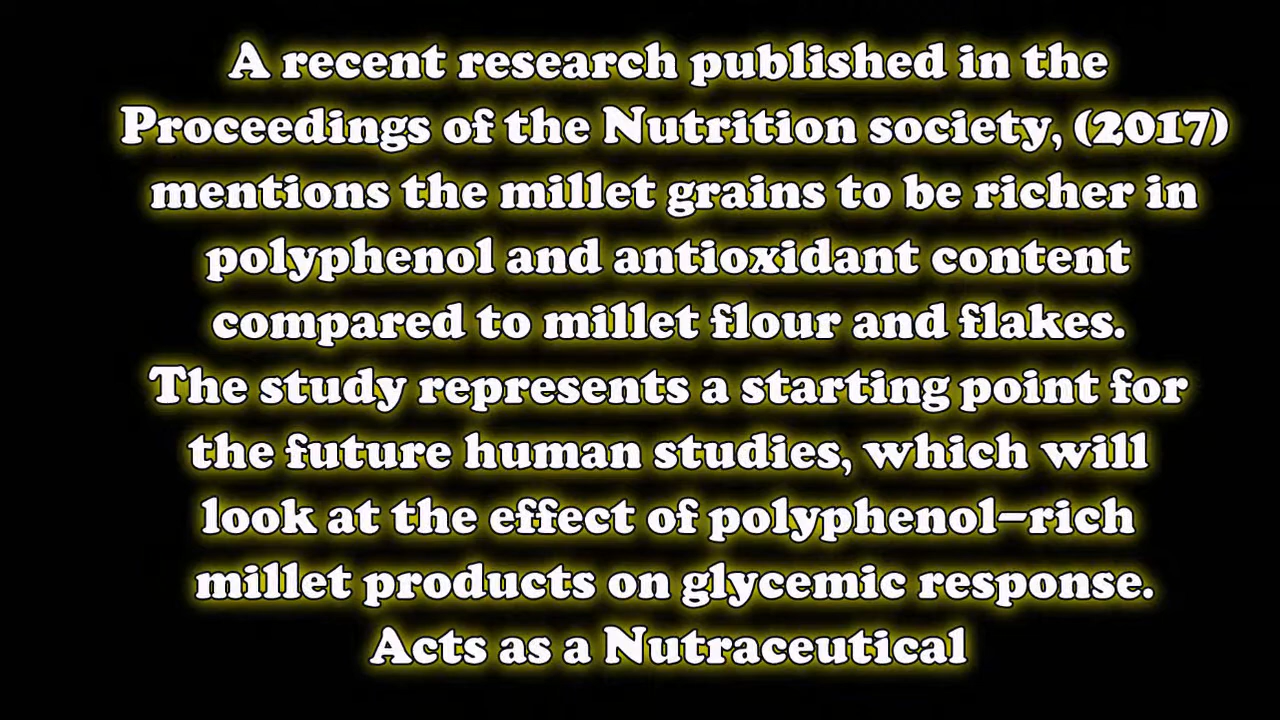 A recent research published in the
Proceedings of the Nutrition society, (2017)
mentions the millet grains to be richer in
polyphenol and antioxidant content
compared to millet flour and flakes.
The study represents a starting point for
the future human studies, which will
look at the effect of polyphenol–rich
millet products on glycemic response.
Acts as a Nutraceutical